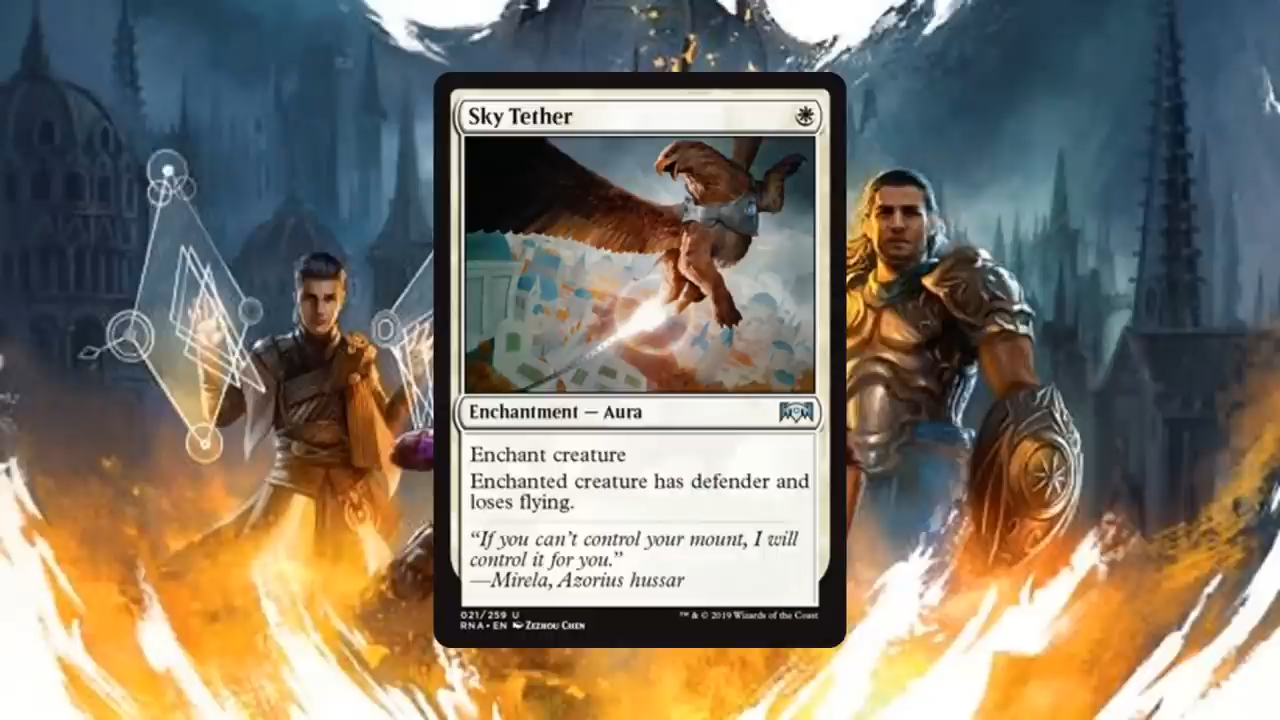 Sky Tether
Enchantment — Aura
Enchant creature
Enchanted creature has defender and
loses flying.
“If you can’t control your mount, I will
control it for you.”
—Mirela, Azorius hussar
021/259 U
RNA • EN Zezhou Chen
™ & © 2019 Wizards of the Coast